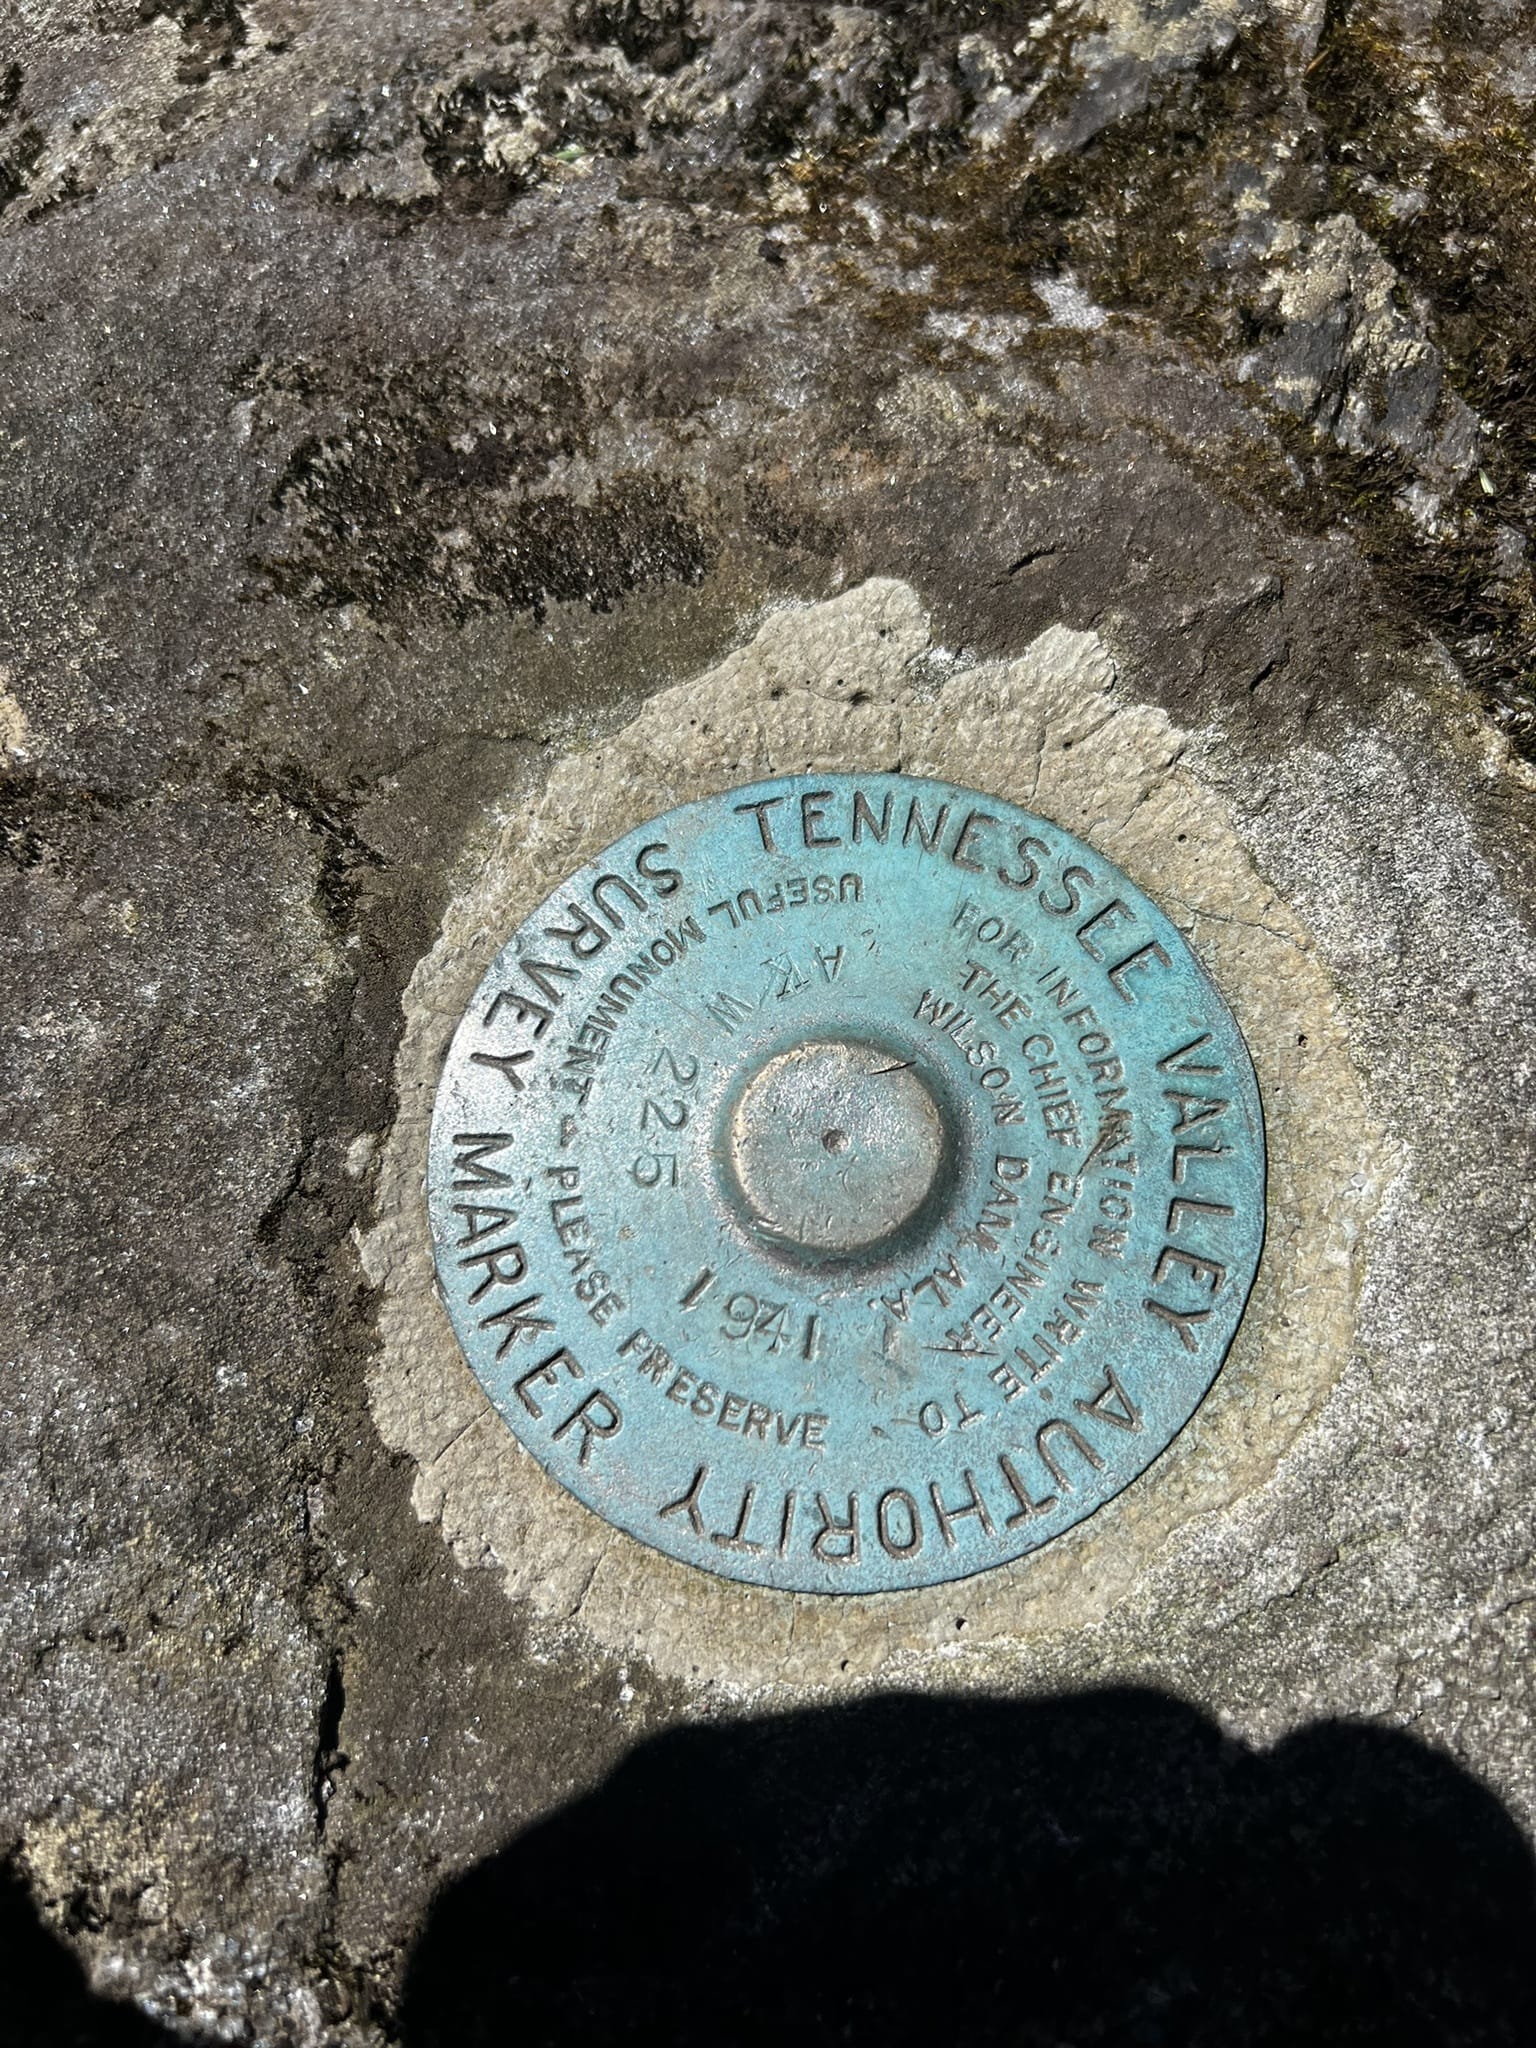 TENNESSEE VALLEY AUTHORITY
SURVEY MARKER
FOR INFORMATION WRITE TO
THE CHIEF ENGINEER
WILSON DAM, ALA.
USEFUL MONUMENT - PLEASE PRESERVE
A K W
225
1941